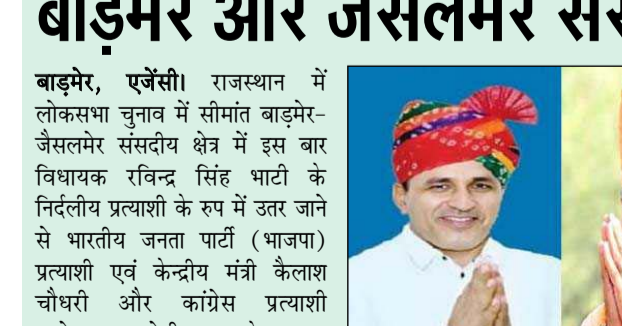 बाड़मेर और जैसलमेर
बाड़मेर, एजेंसी। राजस्थान में
लोकसभा चुनाव में सीमांत बाड़मेर-
जैसलमेर संसदीय क्षेत्र में इस बार
विधायक रविन्द्र सिंह भाटी के
निर्दलीय प्रत्याशी के रुप में उतर जाने
से भारतीय जनता पार्टी (भाजपा)
प्रत्याशी एवं केन्द्रीय मंत्री कैलाश
चौधरी और कांग्रेस प्रत्याशी